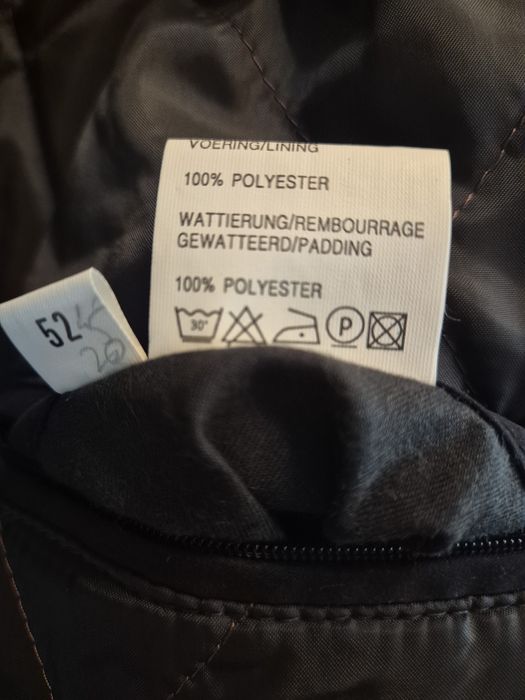 VOERING/LINING
100% POLYESTER
WATTIERUNG/REMBOURRAGE
GEWATTEERD/PADDING
100% POLYESTER
30° P
52